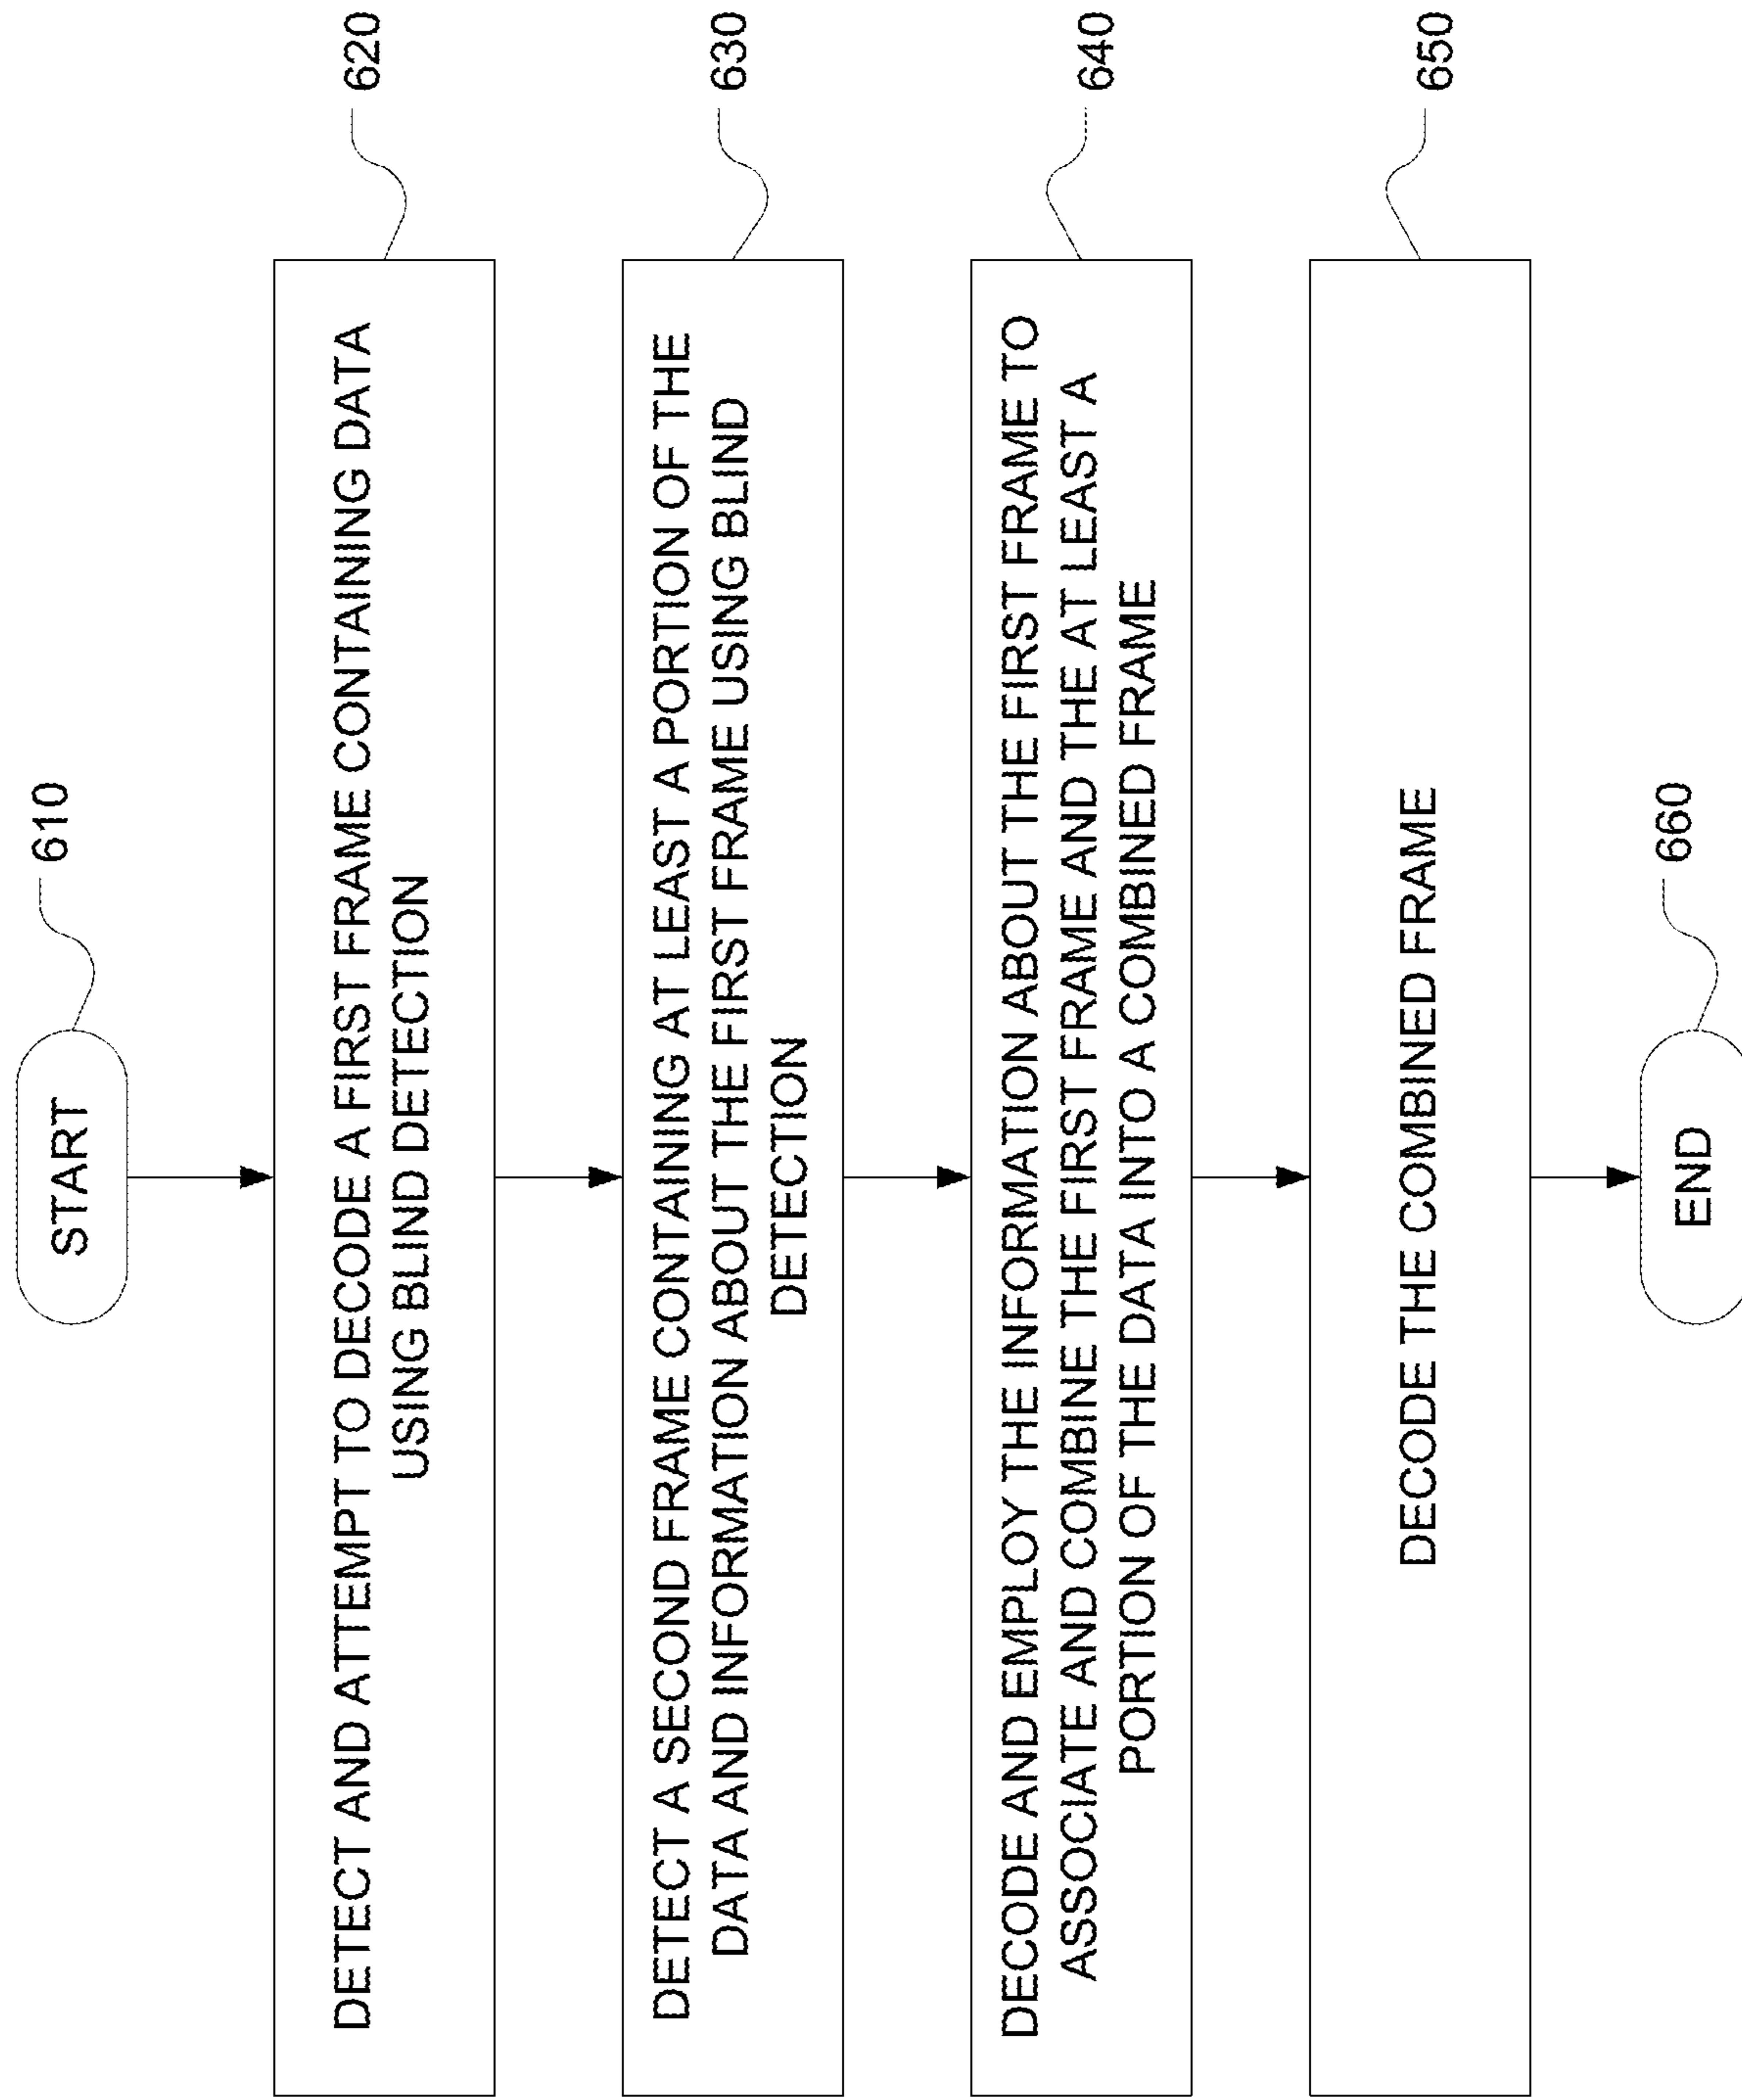 START
610
DETECT AND ATTEMPT TO DECODE A FIRST FRAME CONTAINING DATA
USING BLIND DETECTION
620
DETECT A SECOND FRAME CONTAINING AT LEAST A PORTION OF THE
DATA AND INFORMATION ABOUT THE FIRST FRAME USING BLIND
DETECTION
630
DECODE AND EMPLOY THE INFORMATION ABOUT THE FIRST FRAME TO
ASSOCIATE AND COMBINE THE FIRST FRAME AND THE AT LEAST A
PORTION OF THE DATA INTO A COMBINED FRAME
640
DECODE THE COMBINED FRAME
650
END
660